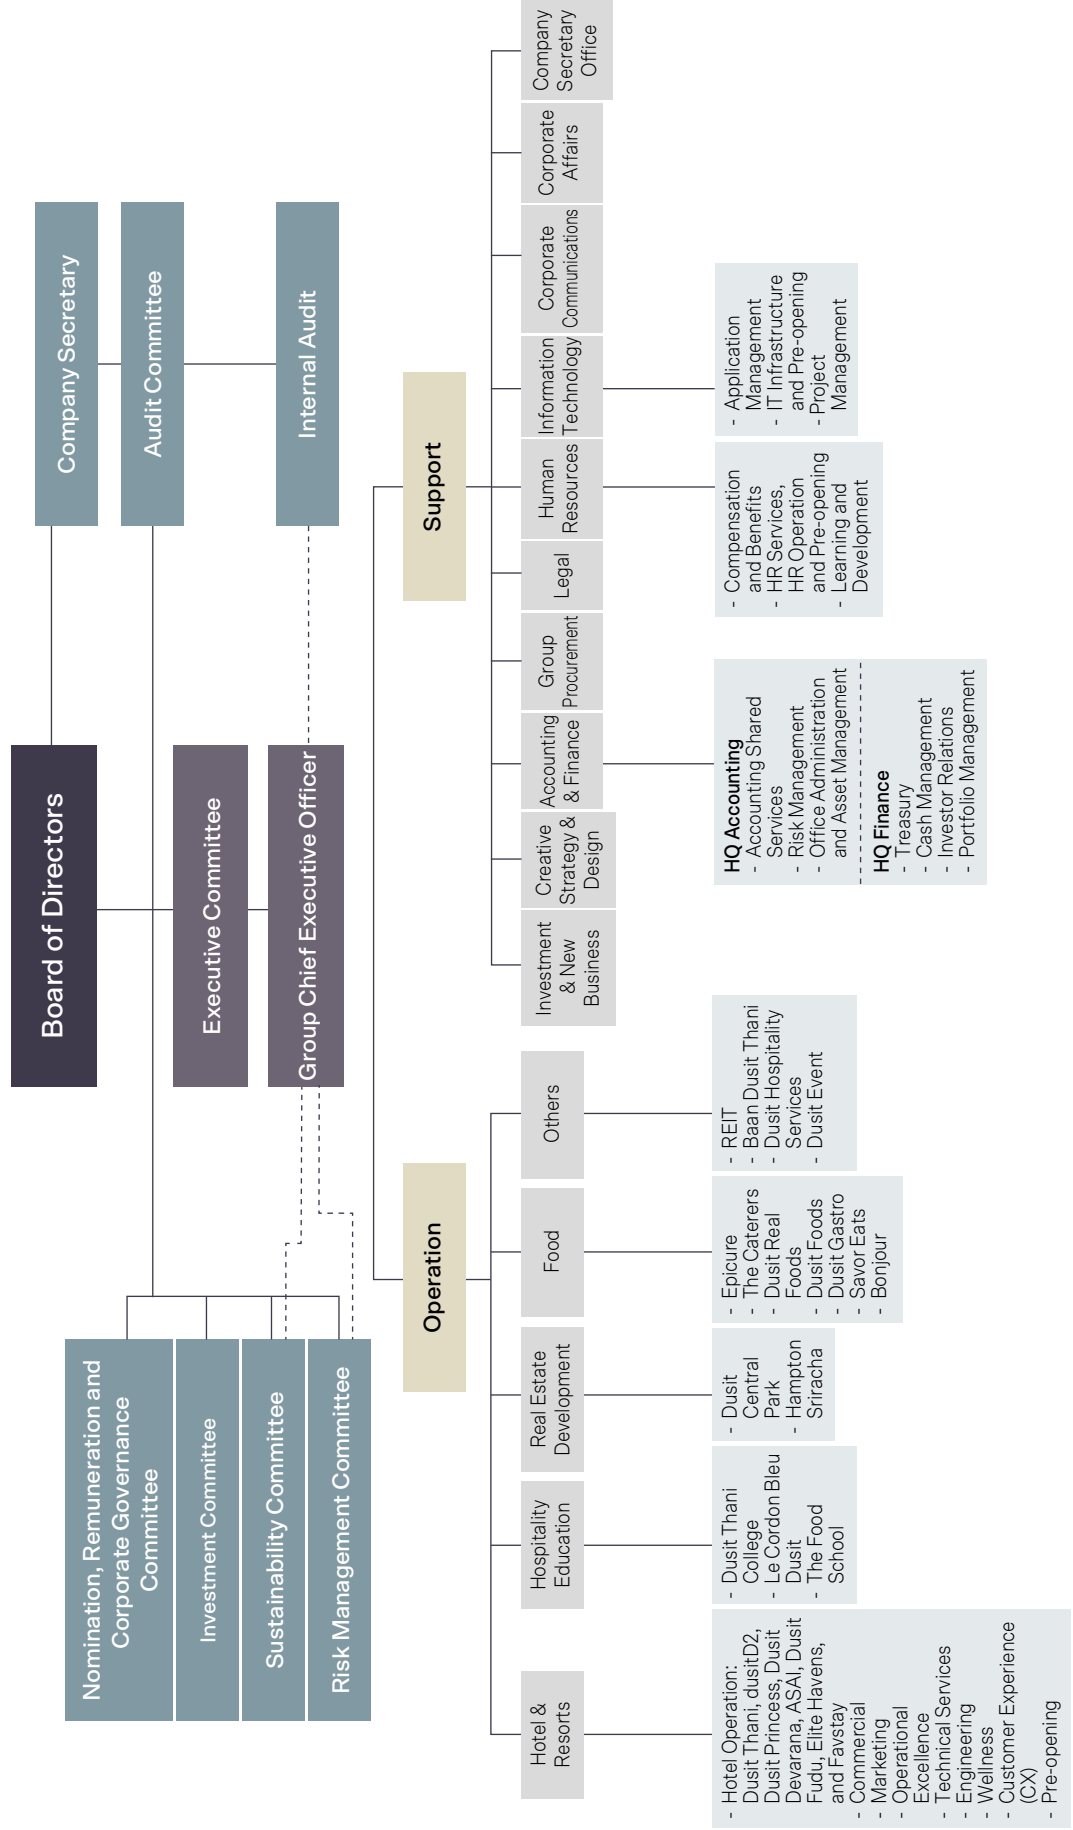 Board of Directors
Company Secretary
Audit Committee
Nomination, Remuneration and
Corporate Governance
Committee
Investment Committee
Sustainability Committee
Risk Management Committee
Executive Committee
Group Chief Executive Officer
Internal Audit
Operation
Support
Hotel &
Resorts
Hospitality
Education
Real Estate
Development
Food
Others
Investment
& New
Business
Creative
Strategy &
Design
Accounting
& Finance
Group
Procurement
Legal
Human
Resources
Information
Technology
Corporate
Communications
Corporate
Affairs
Company
Secretary
Office
- Hotel Operation:
Dusit Thani, dusitD2,
Dusit Princess, Dusit
Devarana, ASAI, Dusit
Fudu, Elite Havens,
and Favstay
- Commercial
- Marketing
- Operational
Excellence
- Technical Services
- Engineering
- Wellness
- Customer Experience
(CX)
- Pre-opening
- Dusit Thani
College
- Le Cordon Bleu
Dusit
- The Food
School
- Dusit
Central
Park
- Hampton
Sriracha
- Epicure
- The Caterers
- Dusit Real
Foods
- Dusit Foods
- Dusit Gastro
- Savor Eats
- Bonjour
- REIT
- Baan Dusit Thani
- Dusit Hospitality
Services
- Dusit Event
HQ Accounting
- Accounting Shared
Services
- Risk Management
- Office Administration
and Asset Management
HQ Finance
- Treasury
- Cash Management
- Investor Relations
- Portfolio Management
- Compensation
and Benefits
- HR Services,
HR Operation
and Pre-opening
- Learning and
Development
- Application
Management
- IT Infrastructure
and Pre-opening
- Project
Management